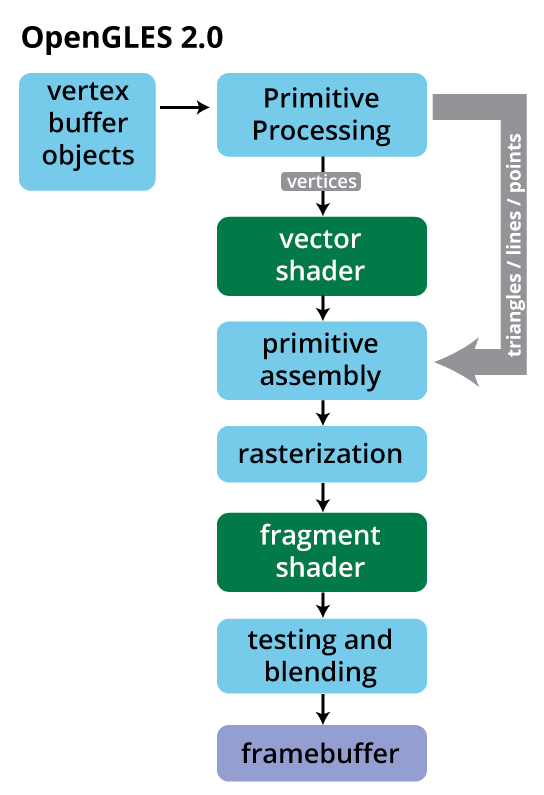 OpenGLES 2.0
vertex
buffer
objects
Primitive
Processing
vertices
triangles / lines / points
vector
shader
primitive
assembly
rasterization
fragment
shader
testing and
blending
framebuffer